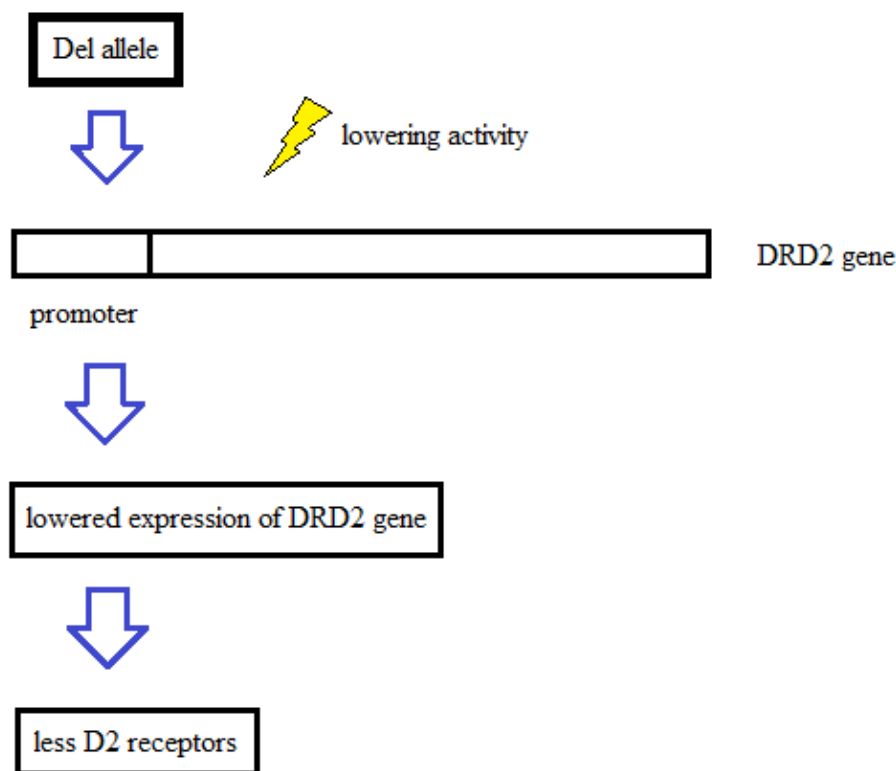 Del allele
lowering activity
DRD2 gene
promoter
lowered expression of DRD2 gene
less D2 receptors